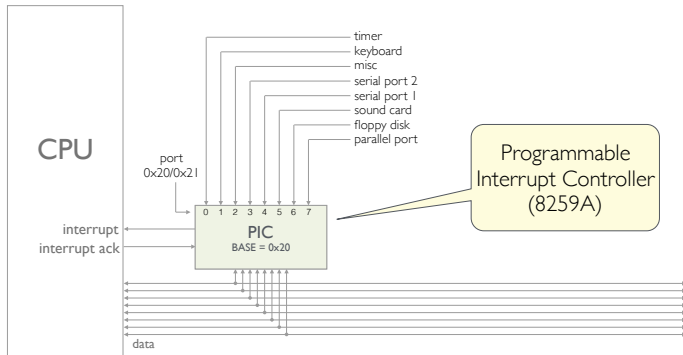 timer
keyboard
misc
serial port 2
serial port 1
sound card
floppy disk
parallel port
CPU
port
0x20/0x21
Programmable
Interrupt Controller
(8259A)
0 1 2 3 4 5 6 7
interrupt
PIC
interrupt ack
BASE = 0x20
data